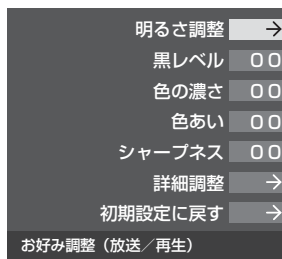 明るさ調整 →
黒レベル 00
色の濃さ 00
色あい 00
シャープネス 00
詳細調整 →
初期設定に戻す →
お好み調整（放送／再生）